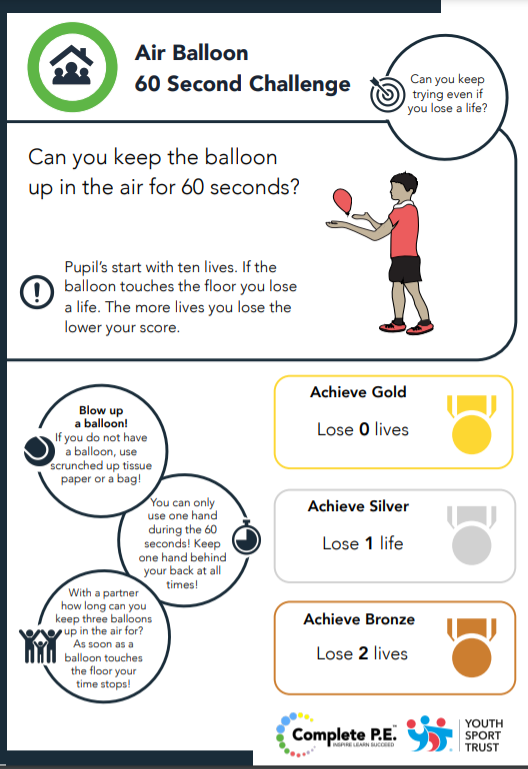 Air Balloon
60 Second Challenge
Can you keep
trying even if
you lose a life?
Can you keep the balloon
up in the air for 60 seconds?
Pupil's start with ten lives. If the
balloon touches the floor you lose
a life. The more lives you lose the
lower your score.
Blow up
a balloon!
If you do not have
a balloon, use
scrunched up tissue
paper or a bag!
You can only
use one hand
during the 60
seconds! Keep
one hand behind
your back at all
times!
With a partner
how long can you
keep three balloons
up in the air for?
As soon as a
balloon touches
the floor your
time stops!
Achieve Gold
Lose 0 lives
Achieve Silver
Lose 1 life
Achieve Bronze
Lose 2 lives
Complete P.E.™
INSPIRE LEARN SUCCEED
YOUTH
SPORT
TRUST